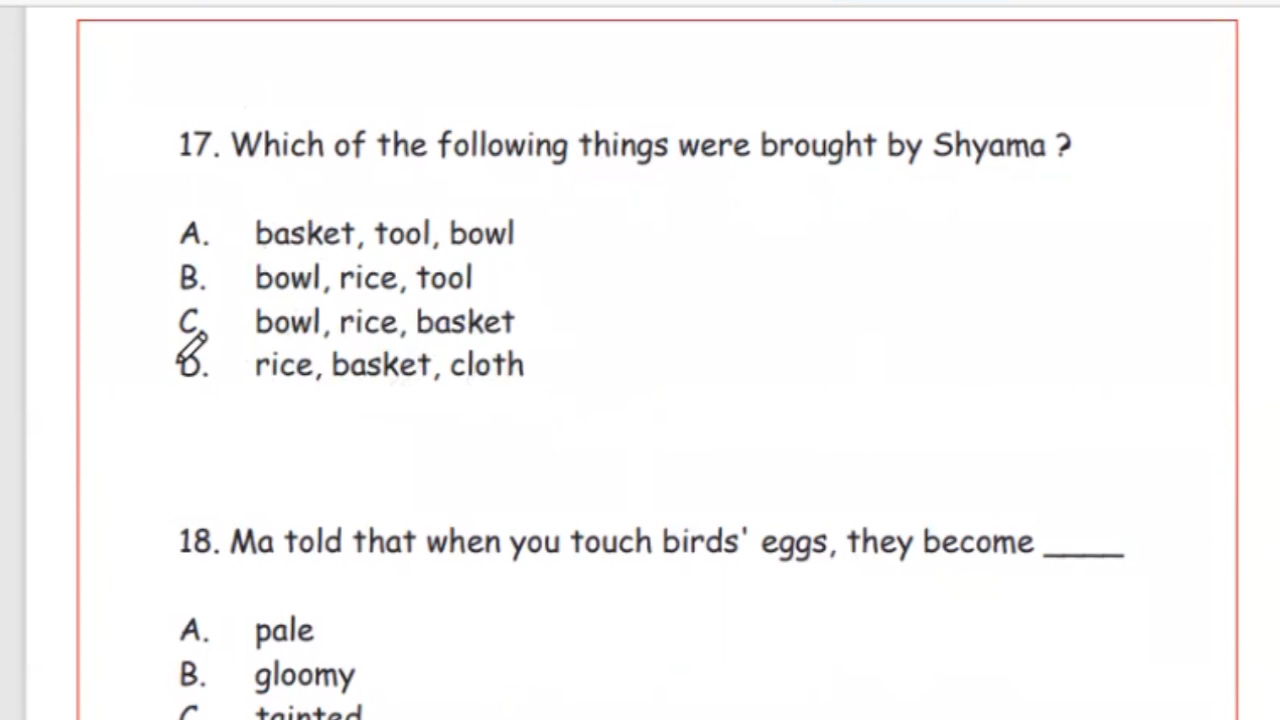 17. Which of the following things were brought by Shyama ?
A. basket, tool, bowl
B. bowl, rice, tool
C. bowl, rice, basket
D. rice, basket, cloth
18. Ma told that when you touch birds' eggs, they become ____
A. pale
B. gloomy
C. tainted